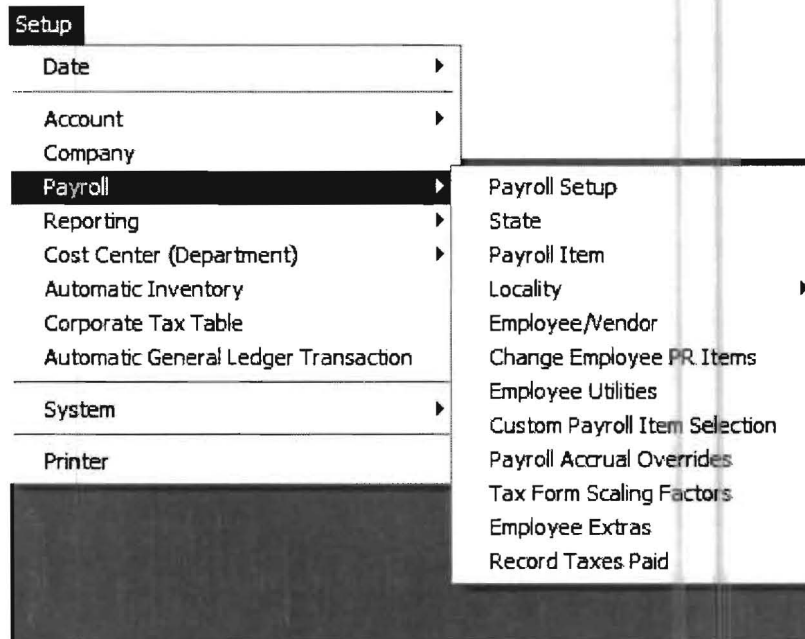 Setup
Date
Account
Company
Payroll
Reporting
Cost Center (Department)
Automatic Inventory
Corporate Tax Table
Automatic General Ledger Transaction
System
Printer
Payroll Setup
State
Payroll Item
Locality
Employee/Vendor
Change Employee PR Items
Employee Utilities
Custom Payroll Item Selection
Payroll Accrual Overrides
Tax Form Scaling Factors
Employee Extras
Record Taxes Paid